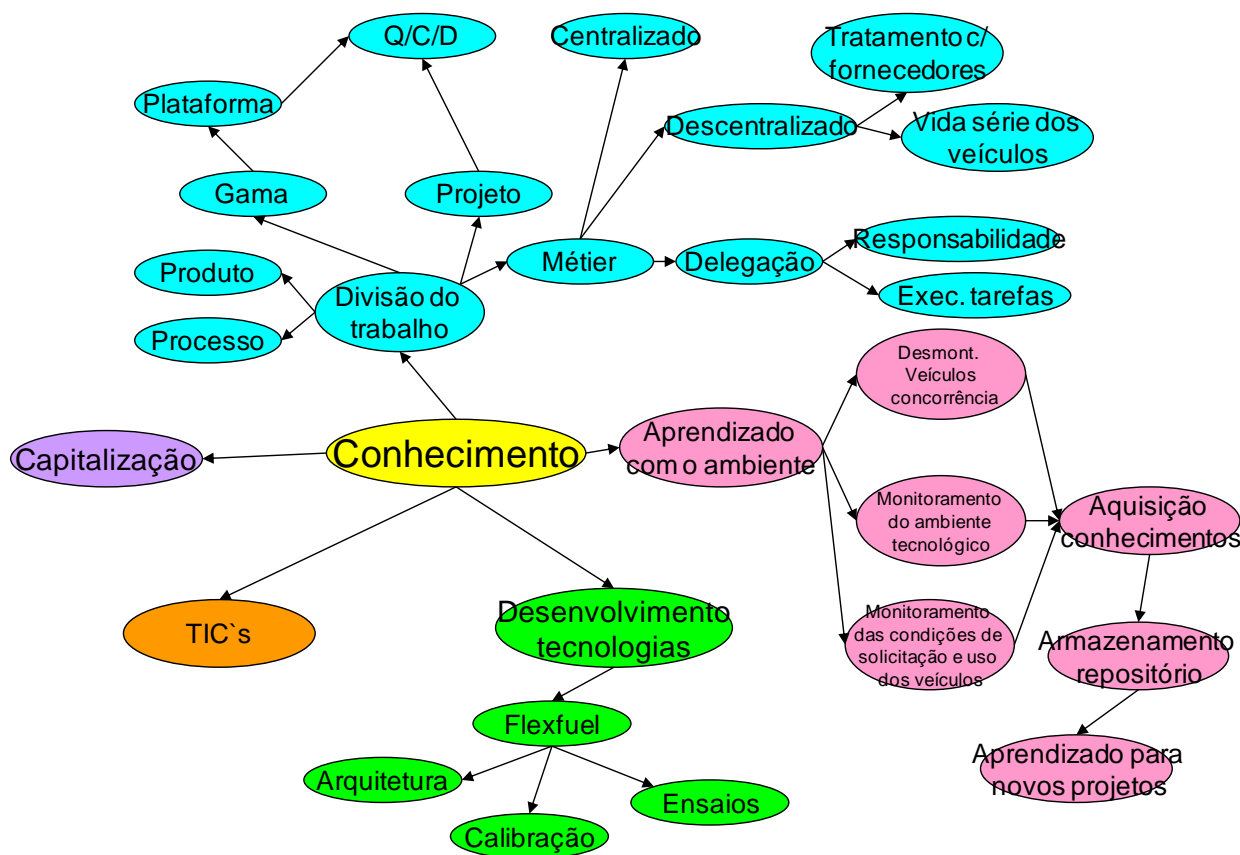 Q/C/D
Centralizado
Tratamento c/
fornecedores
Plataforma
Descentralizado
Vida série dos
veículos
Gama
Projeto
Responsabilidade
Métier
Delegação
Exec. tarefas
Produto
Divisão do
trabalho
Processo
Desmont.
Veículos
concorrência
Capitalização
Conhecimento
Aprendizado
com o ambiente
Monitoramento
do ambiente
tecnológico
Aquisição
conhecimentos
TIC`s
Desenvolvimento
tecnologias
Monitoramento
das condições de
solicitação e uso
dos veículos
Armazenamento
repositório
Flexfuel
Arquitetura
Calibração
Ensaios
Aprendizado para
novos projetos